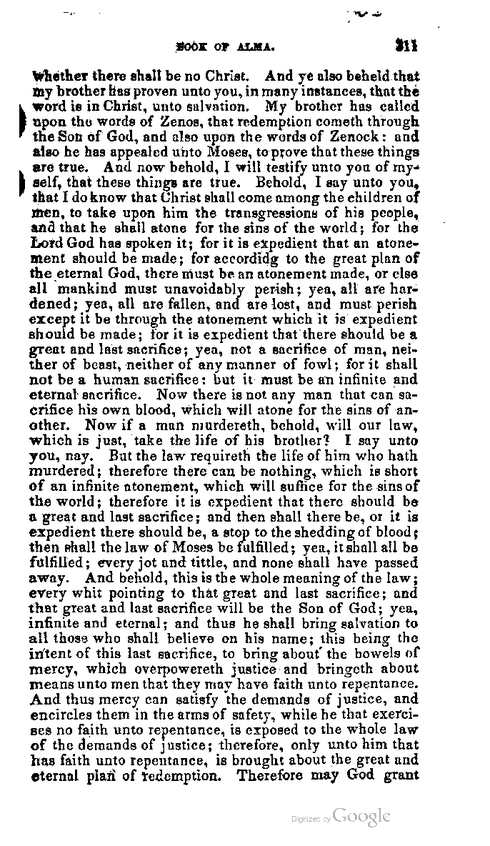 BOOK OF ALMA. 311
whether there shall be no Christ. And ye also beheld that
my brother has proven unto you, in many instances, that the
word is in Christ, unto salvation. My brother has called
upon the words of Zenos, that redemption cometh through
the Son of God, and also upon the words of Zenock: and
also he has appealed unto Moses, to prove that these things
are true. And now behold, I will testify unto you of my-
self, that these things are true. Behold, I say unto you,
that I do know that Christ shall come among the children of
men, to take upon him the transgressions of his people,
and that he shall atone for the sins of the world; for the
Lord God has spoken it; for it is expedient that an atone-
ment should be made; for accordidg to the great plan of
the eternal God, there must be an atonement made, or else
all mankind must unavoidably perish; yea, all are har-
dened; yea, all are fallen, and are lost, and must perish
except it be through the atonement which it is expedient
should be made; for it is expedient that there should be a
great and last sacrifice; yea, not a sacrifice of man, nei-
ther of beast, neither of any manner of fowl; for it shall
not be a human sacrifice: but it must be an infinite and
eternal sacrifice. Now there is not any man that can sa-
crifice his own blood, which will atone for the sins of an-
other. Now if a man murdereth, behold, will our law,
which is just, take the life of his brother? I say unto
you, nay. But the law requireth the life of him who hath
murdered; therefore there can be nothing, which is short
of an infinite atonement, which will suffice for the sins of
the world; therefore it is expedient that there should be
a great and last sacrifice; and then shall there be, or it is
expedient there should be, a stop to the shedding of blood;
then shall the law of Moses be fulfilled; yea, it shall all be
fulfilled; every jot and tittle, and none shall have passed
away. And behold, this is the whole meaning of the law;
every whit pointing to that great and last sacrifice; and
that great and last sacrifice will be the Son of God; yea,
infinite and eternal; and thus he shall bring salvation to
all those who shall believe on his name; this being the
intent of this last sacrifice, to bring about the bowels of
mercy, which overpowereth justice and bringeth about
means unto men that they may have faith unto repentance.
And thus mercy can satisfy the demands of justice, and
encircles them in the arms of safety, while he that exerci-
ses no faith unto repentance, is exposed to the whole law
of the demands of justice; therefore, only unto him that
has faith unto repentance, is brought about the great and
eternal plan of redemption. Therefore may God grant
Digitized by Google